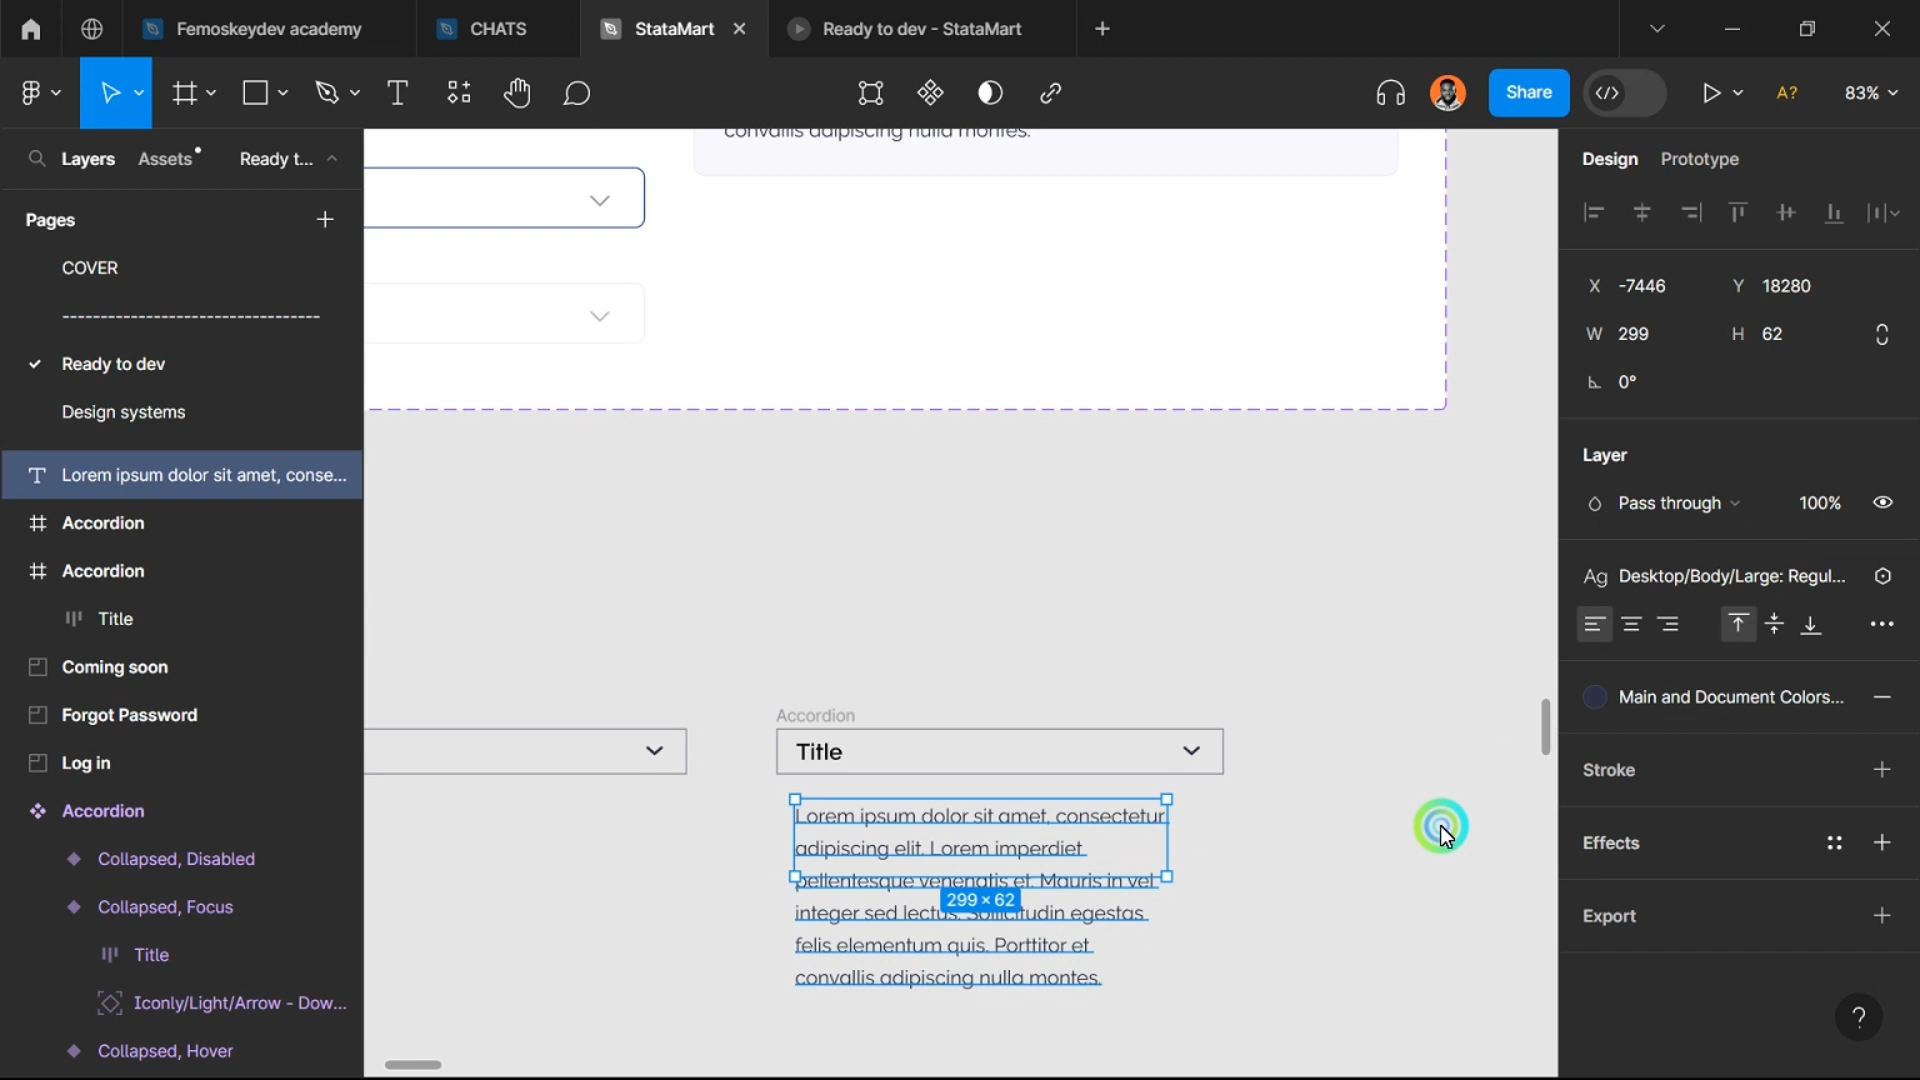 Femoskeydev academy
CHATS
StataMart
Ready to dev - StataMart
Share
A?
83%
Layers
Assets
Ready t...
Pages
COVER
----------------------------------
Ready to dev
Design systems
Lorem ipsum dolor sit amet, conse...
Accordion
Accordion
Title
Coming soon
Forgot Password
Log in
Accordion
Collapsed, Disabled
Collapsed, Focus
Title
Iconly/Light/Arrow - Dow...
Collapsed, Hover
convallis adipiscing nulla montes.
Accordion
Title
Lorem ipsum dolor sit amet, consectetur
adipiscing elit. Lorem imperdiet
pellentesque venenatis et. Mauris in vel
integer sed lectus. Sollicitudin egestas
felis elementum quis. Porttitor et
convallis adipiscing nulla montes.
299 × 62
Design
Prototype
X -7446
Y 18280
W 299
H 62
0°
Layer
Pass through
100%
Ag Desktop/Body/Large: Regul...
Main and Document Colors...
Stroke
Effects
Export
?